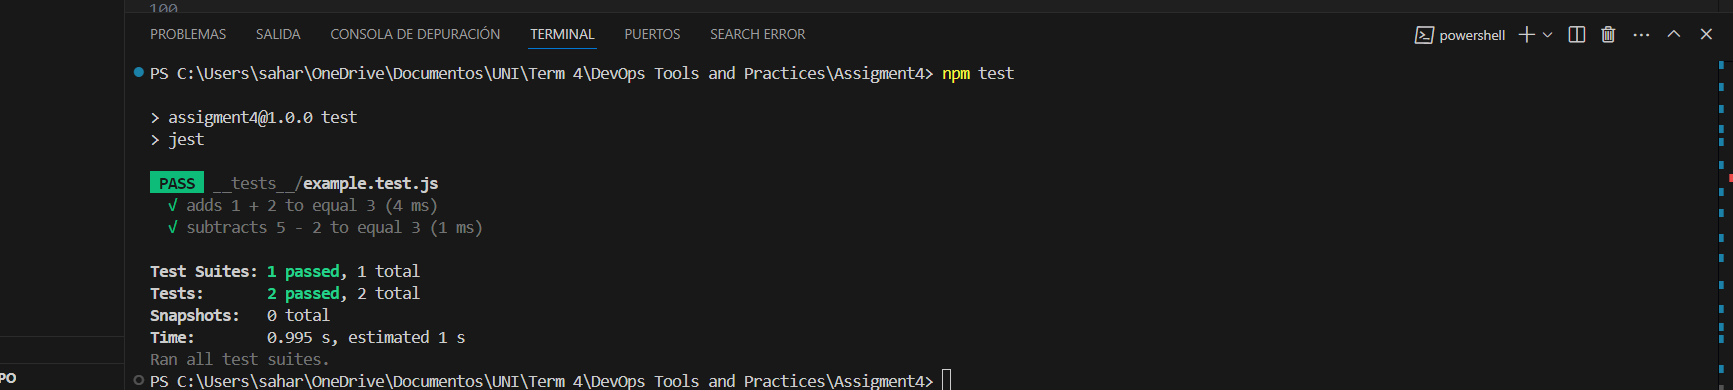 100
PROBLEMAS SALIDA CONSOLA DE DEPURACIÓN TERMINAL PUERTOS SEARCH ERROR powershell
PS C:\Users\sahar\OneDrive\Documentos\UNI\Term 4\DevOps Tools and Practices\Assigment4> npm test
> assigment4@1.0.0 test
> jest
PASS __tests__/example.test.js
√ adds 1 + 2 to equal 3 (4 ms)
√ subtracts 5 - 2 to equal 3 (1 ms)
Test Suites: 1 passed, 1 total
Tests: 2 passed, 2 total
Snapshots: 0 total
Time: 0.995 s, estimated 1 s
Ran all test suites.
PO
PS C:\Users\sahar\OneDrive\Documentos\UNI\Term 4\DevOps Tools and Practices\Assigment4>